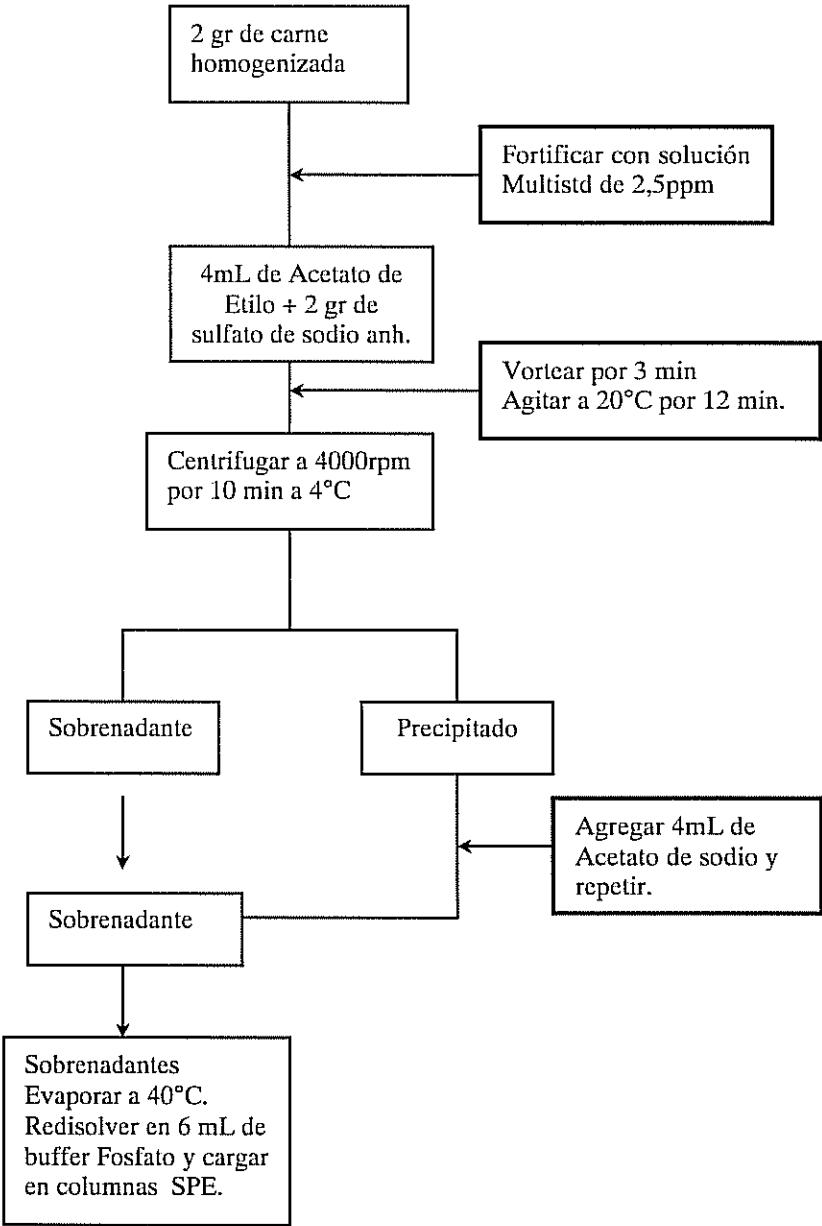 2 gr de carne
homogenizada
Fortificar con solución
Multistd de 2,5ppm
4mL de Acetato de
Etilo + 2 gr de
sulfato de sodio anh.
Vortear por 3 min
Agitar a 20°C por 12 min.
Centrifugar a 4000rpm
por 10 min a 4°C
Sobrenadante
Precipitado
Agregar 4mL de
Acetato de sodio y
repetir.
Sobrenadante
Sobrenadantes
Evaporar a 40°C.
Redisolver en 6 mL de
buffer Fosfato y cargar
en columnas SPE.